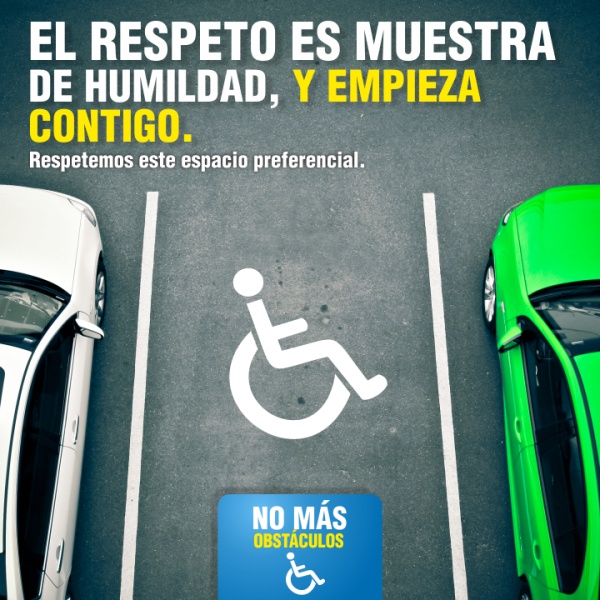 EL RESPETO ES MUESTRA
DE HUMILDAD, Y EMPIEZA
CONTIGO.
Respetemos este espacio preferencial.
NO MÁS
OBSTÁCULOS